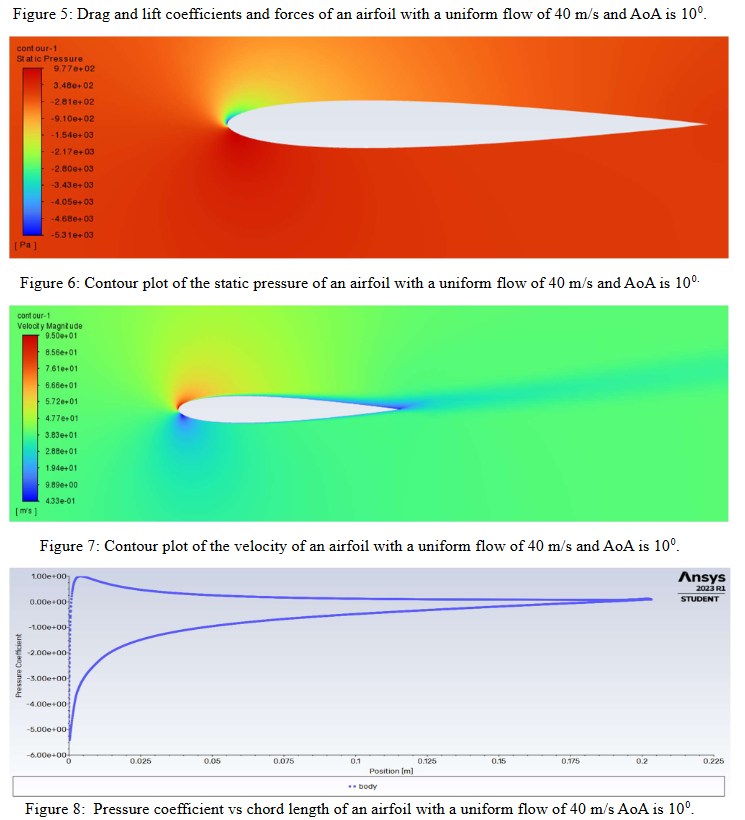 Figure 5: Drag and lift coefficients and forces of an airfoil with a uniform flow of 40 m/s and AoA is 10⁰.
contour-1
Static Pressure
9.77e+02
3.48e+02
-2.81e+02
-9.10e+02
-1.54e+03
-2.17e+03
-2.80e+03
-3.43e+03
-4.05e+03
-4.68e+03
-5.31e+03
[ Pa ]
Figure 6: Contour plot of the static pressure of an airfoil with a uniform flow of 40 m/s and AoA is 10⁰.
contour-1
Velocity Magnitude
9.50e+01
8.56e+01
7.61e+01
6.66e+01
5.72e+01
4.77e+01
3.83e+01
2.88e+01
1.94e+01
9.89e+00
4.33e-01
[ m/s ]
Figure 7: Contour plot of the velocity of an airfoil with a uniform flow of 40 m/s and AoA is 10⁰.
Ansys
2023 R1
STUDENT
Pressure Coefficient
1.00e+00
0.00e+00
-1.00e+00
-2.00e+00
-3.00e+00
-4.00e+00
-5.00e+00
-6.00e+00
0 0.025 0.05 0.075 0.1 0.125 0.15 0.175 0.2 0.225
Position [m]
body
Figure 8: Pressure coefficient vs chord length of an airfoil with a uniform flow of 40 m/s AoA is 10⁰.